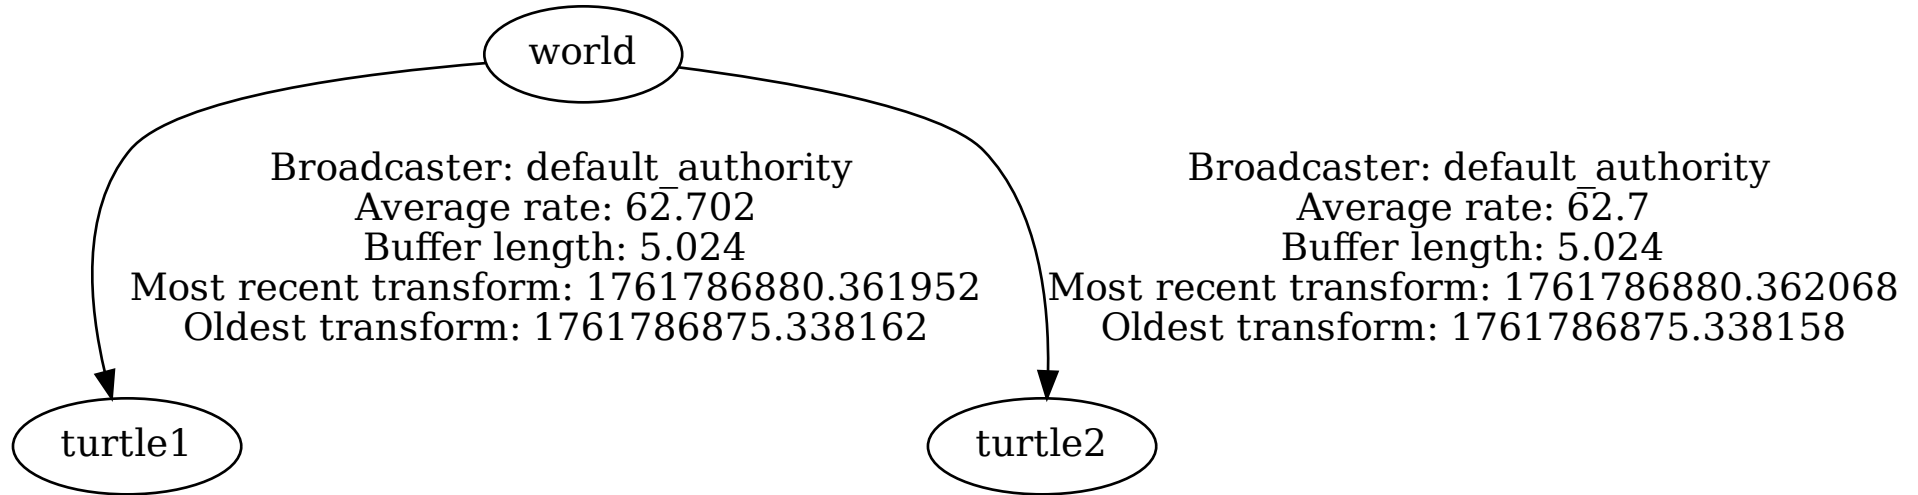 world
Broadcaster: default_authority
Average rate: 62.702
Buffer length: 5.024
Most recent transform: 1761786880.361952
Oldest transform: 1761786875.338162
Broadcaster: default_authority
Average rate: 62.7
Buffer length: 5.024
Most recent transform: 1761786880.362068
Oldest transform: 1761786875.338158
turtle1
turtle2